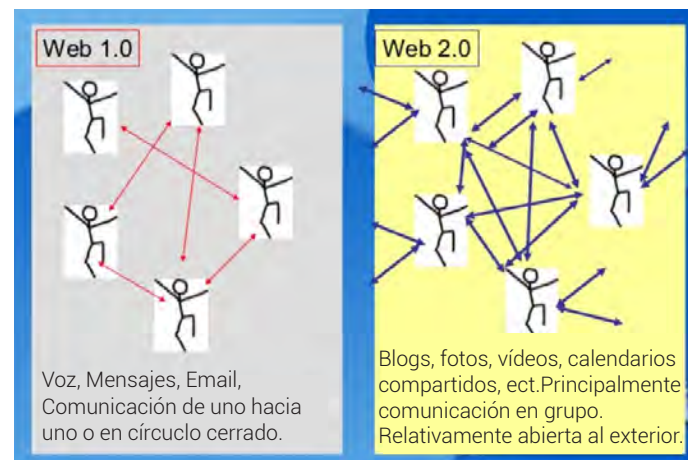 Web 1.0
Voz, Mensajes, Email,
Comunicación de uno hacia
uno o en círcuclo cerrado.
Web 2.0
Blogs, fotos, vídeos, calendarios
compartidos, ect.Principalmente
comunicación en grupo.
Relativamente abierta al exterior.